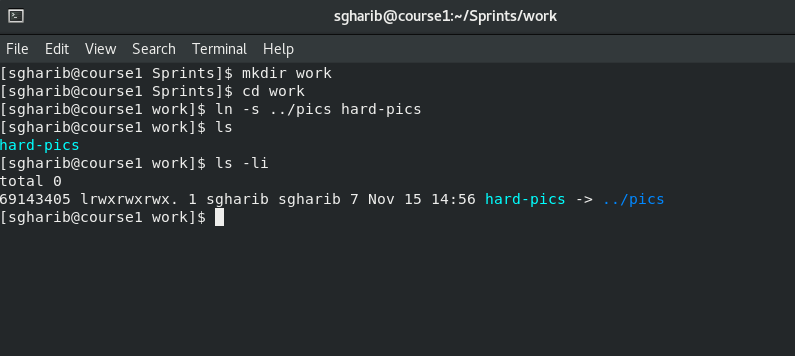 sgharib@course1:~/Sprints/work
File Edit View Search Terminal Help
[sgharib@course1 Sprints]$ mkdir work
[sgharib@course1 Sprints]$ cd work
[sgharib@course1 work]$ ln -s ../pics hard-pics
[sgharib@course1 work]$ ls
hard-pics
[sgharib@course1 work]$ ls -li
total 0
69143405 lrwxrwxrwx. 1 sgharib sgharib 7 Nov 15 14:56 hard-pics -> ../pics
[sgharib@course1 work]$